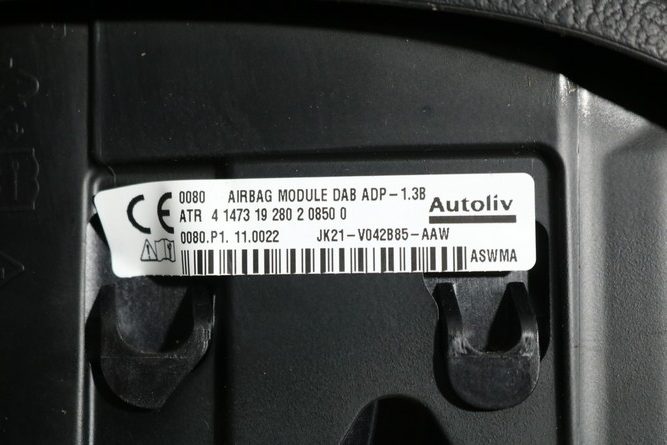 0080 AIRBAG MODULE DAB ADP-1.3B
ATR 4 1473 19 280 2 0850 0
Autoliv
0080.P1. 11.0022 JK21-V042B85-AAW
ASWMA